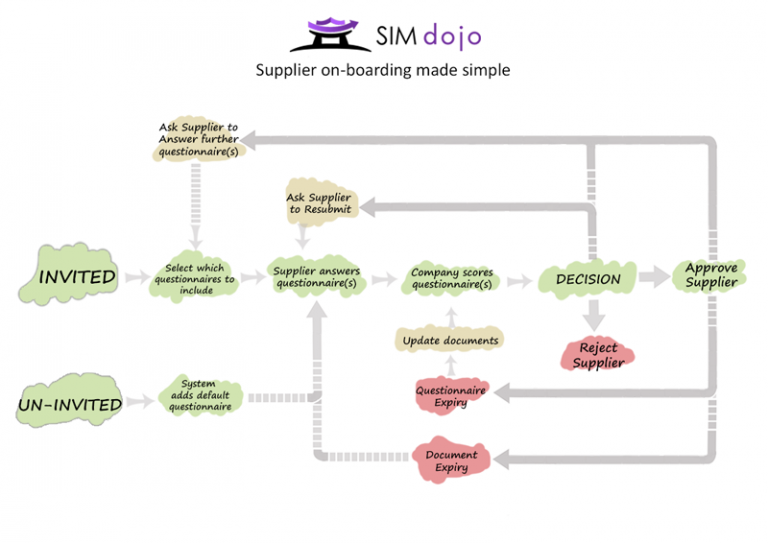 SIM dojo
Supplier on-boarding made simple
Ask Supplier to
Answer further
questionnaire(s)
Ask Supplier
to Resubmit
INVITED
Select which
questionnaires to
include
Supplier answers
questionnaire(s)
Company scores
questionnaire(s)
DECISION
Approve
Supplier
Update documents
Reject
Supplier
UN-INVITED
System
adds default
questionnaire
Questionnaire
Expiry
Document
Expiry